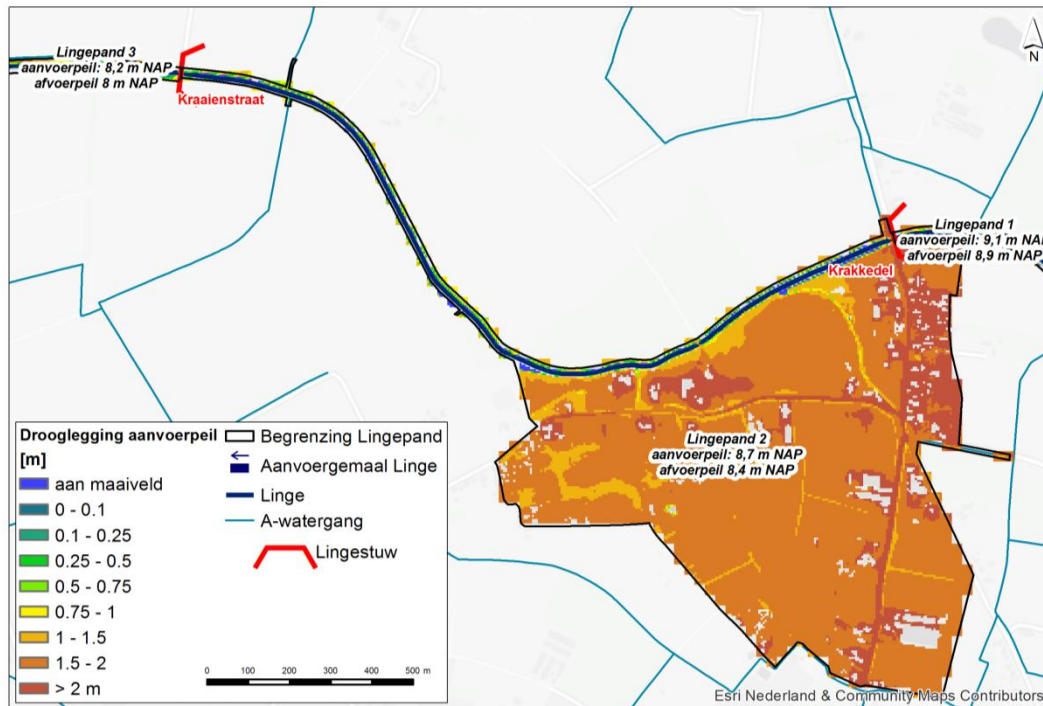 Lingepand 3
aanvoerpeil: 8,2 m NAP
afvoerpeil 8 m NAP
Kraaienstraat
N
Lingepand 1
aanvoerpeil: 9,1 m NAP
afvoerpeil 8,9 m NAP
Krakkedel
Lingepand 2
aanvoerpeil: 8,7 m NAP
afvoerpeil 8,4 m NAP
Drooglegging aanvoerpeil
[m]
aan maaiveld
0 - 0.1
0.1 - 0.25
0.25 - 0.5
0.5 - 0.75
0.75 - 1
1 - 1.5
1.5 - 2
> 2 m
Begrenzing Lingepand
Aanvoergemaal Linge
Linge
A-watergang
Lingestuw
0 100 200 300 400 500 m
Esri Nederland & Community Maps Contributors